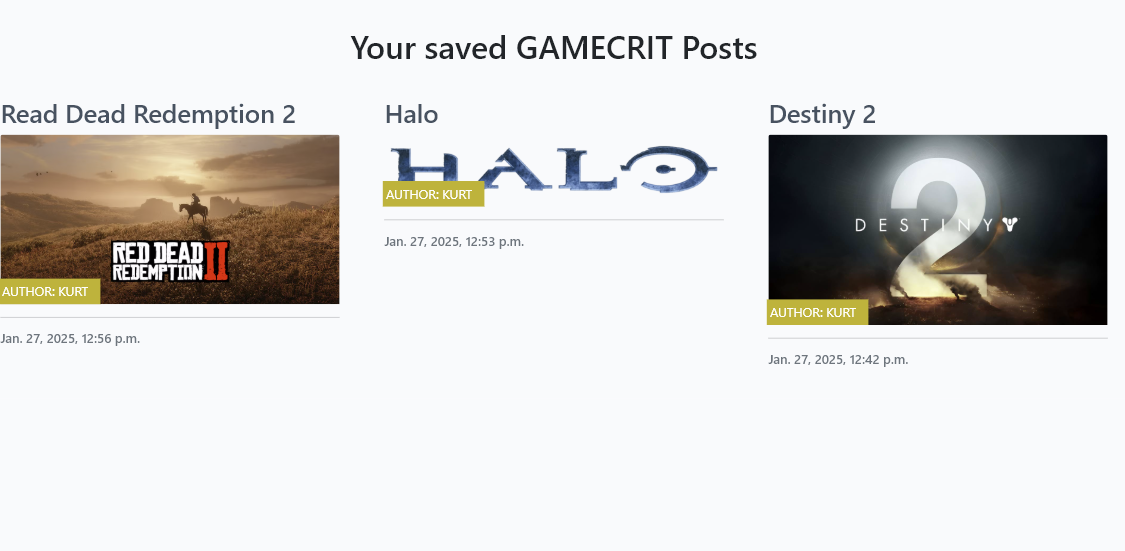 Your saved GAMECRIT Posts
Read Dead Redemption 2
RED DEAD
REDEMPTION II
AUTHOR: KURT
Jan. 27, 2025, 12:56 p.m.
Halo
HALO
AUTHOR: KURT
Jan. 27, 2025, 12:53 p.m.
Destiny 2
2
DESTINY
AUTHOR: KURT
Jan. 27, 2025, 12:42 p.m.